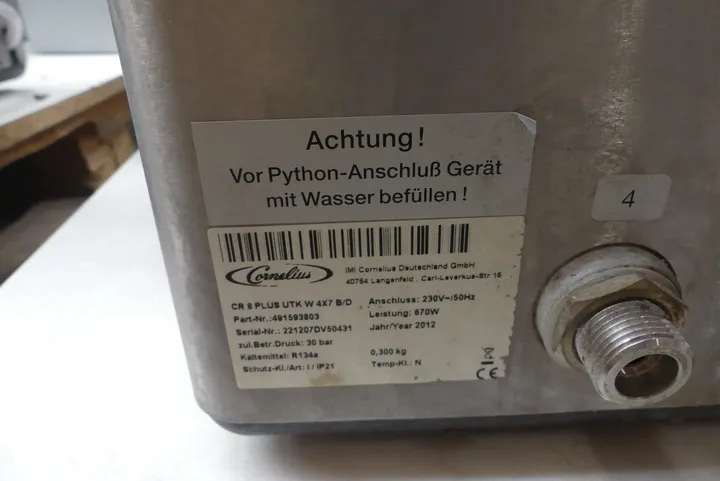 Achtung!
Vor Python-Anschluß Gerät
mit Wasser befüllen!
4
Cornelius
IMI Cornelius Deutschland GmbH
40764 Langenfeld . Carl-Leverkus-Str.15
CR 8 PLUS UTK W 4X7 B/D
Anschluss: 230V~/50Hz
Part-Nr.:491593803
Leistung: 670W
Serial-Nr.: 221207DV50431
Jahr/Year 2012
zul.Betr.Druck: 30 bar
Kältemittel: R134a
0,300 kg
Schutz-Kl./Art: I / IP21
Temp-Kl.: N
CE